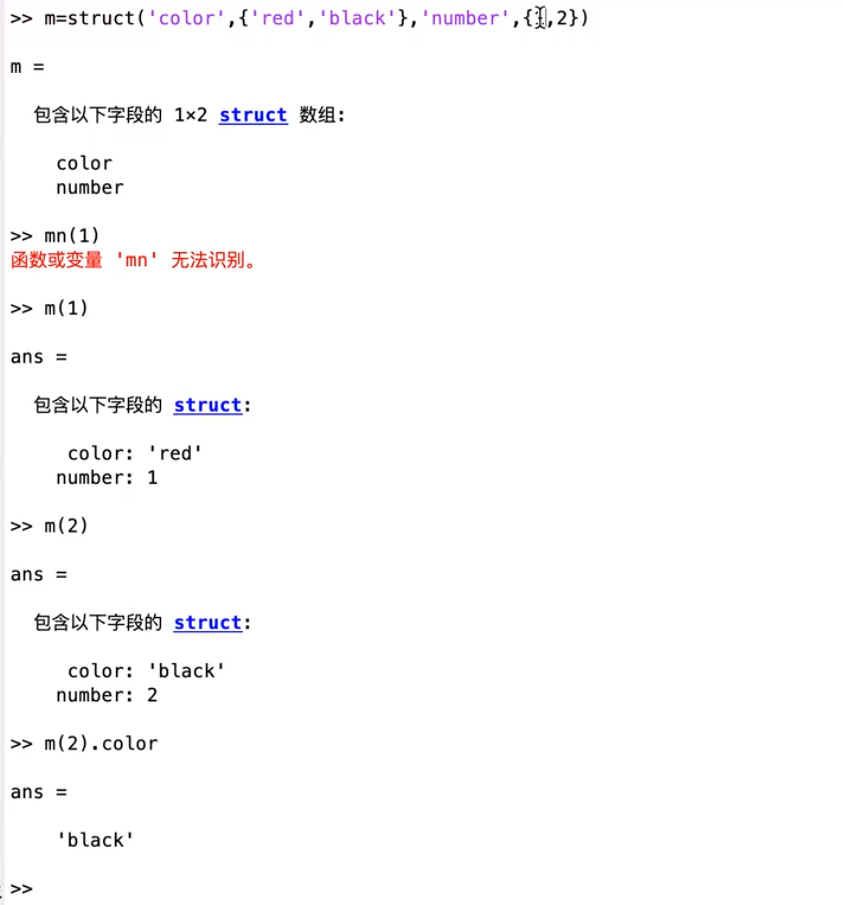 >> m=struct('color',{'red','black'},'number',{1,2})
m =
包含以下字段的 1×2 struct 数组:
color
number
>> mn(1)
函数或变量 'mn' 无法识别。
>> m(1)
ans =
包含以下字段的 struct:
color: 'red'
number: 1
>> m(2)
ans =
包含以下字段的 struct:
color: 'black'
number: 2
>> m(2).color
ans =
'black'
>>